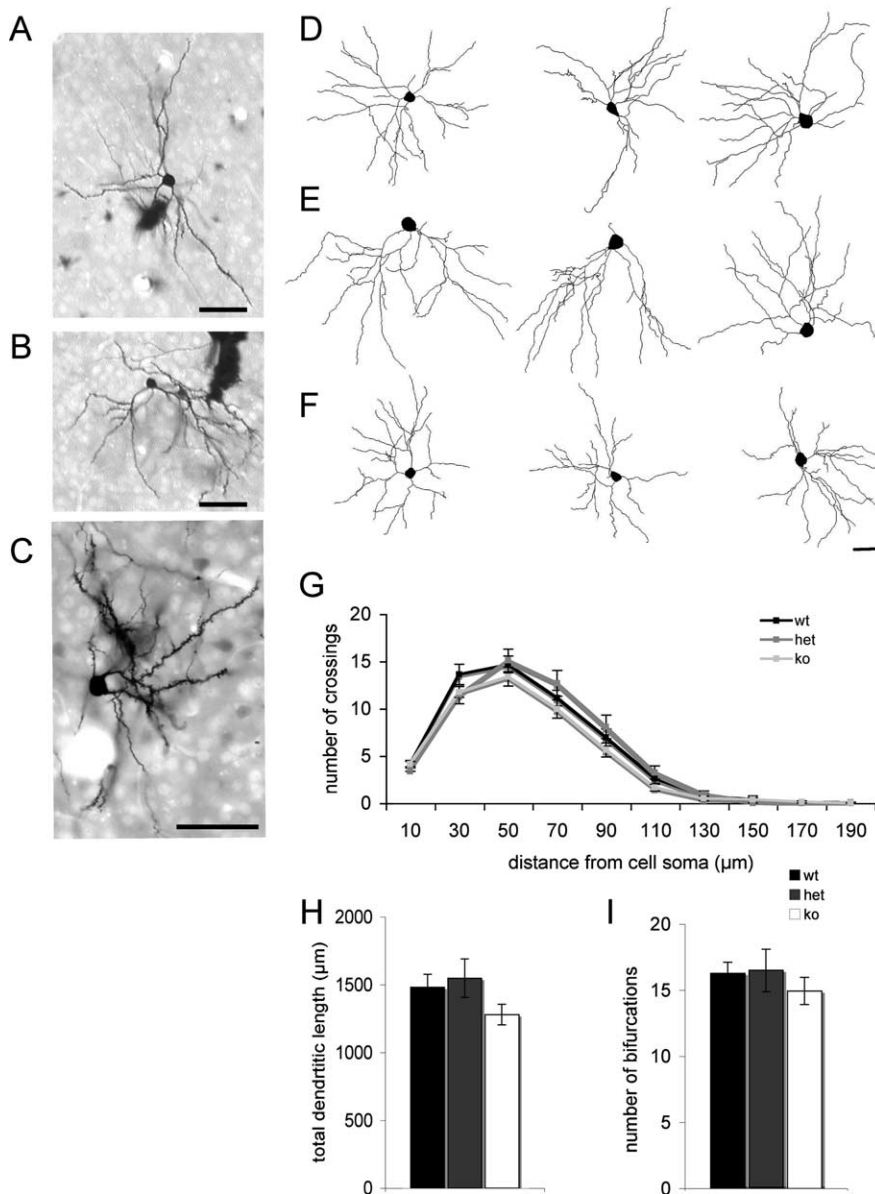 A
B
C
D
E
F
G
20
15
10
5
0
number of crossings
wt
het
ko
10 30 50 70 90 110 130 150 170 190
distance from cell soma (µm)
H
2000
1500
1000
500
0
total dendrtitic length (µm)
wt
het
ko
I
20
15
10
5
0
number of bifurcations